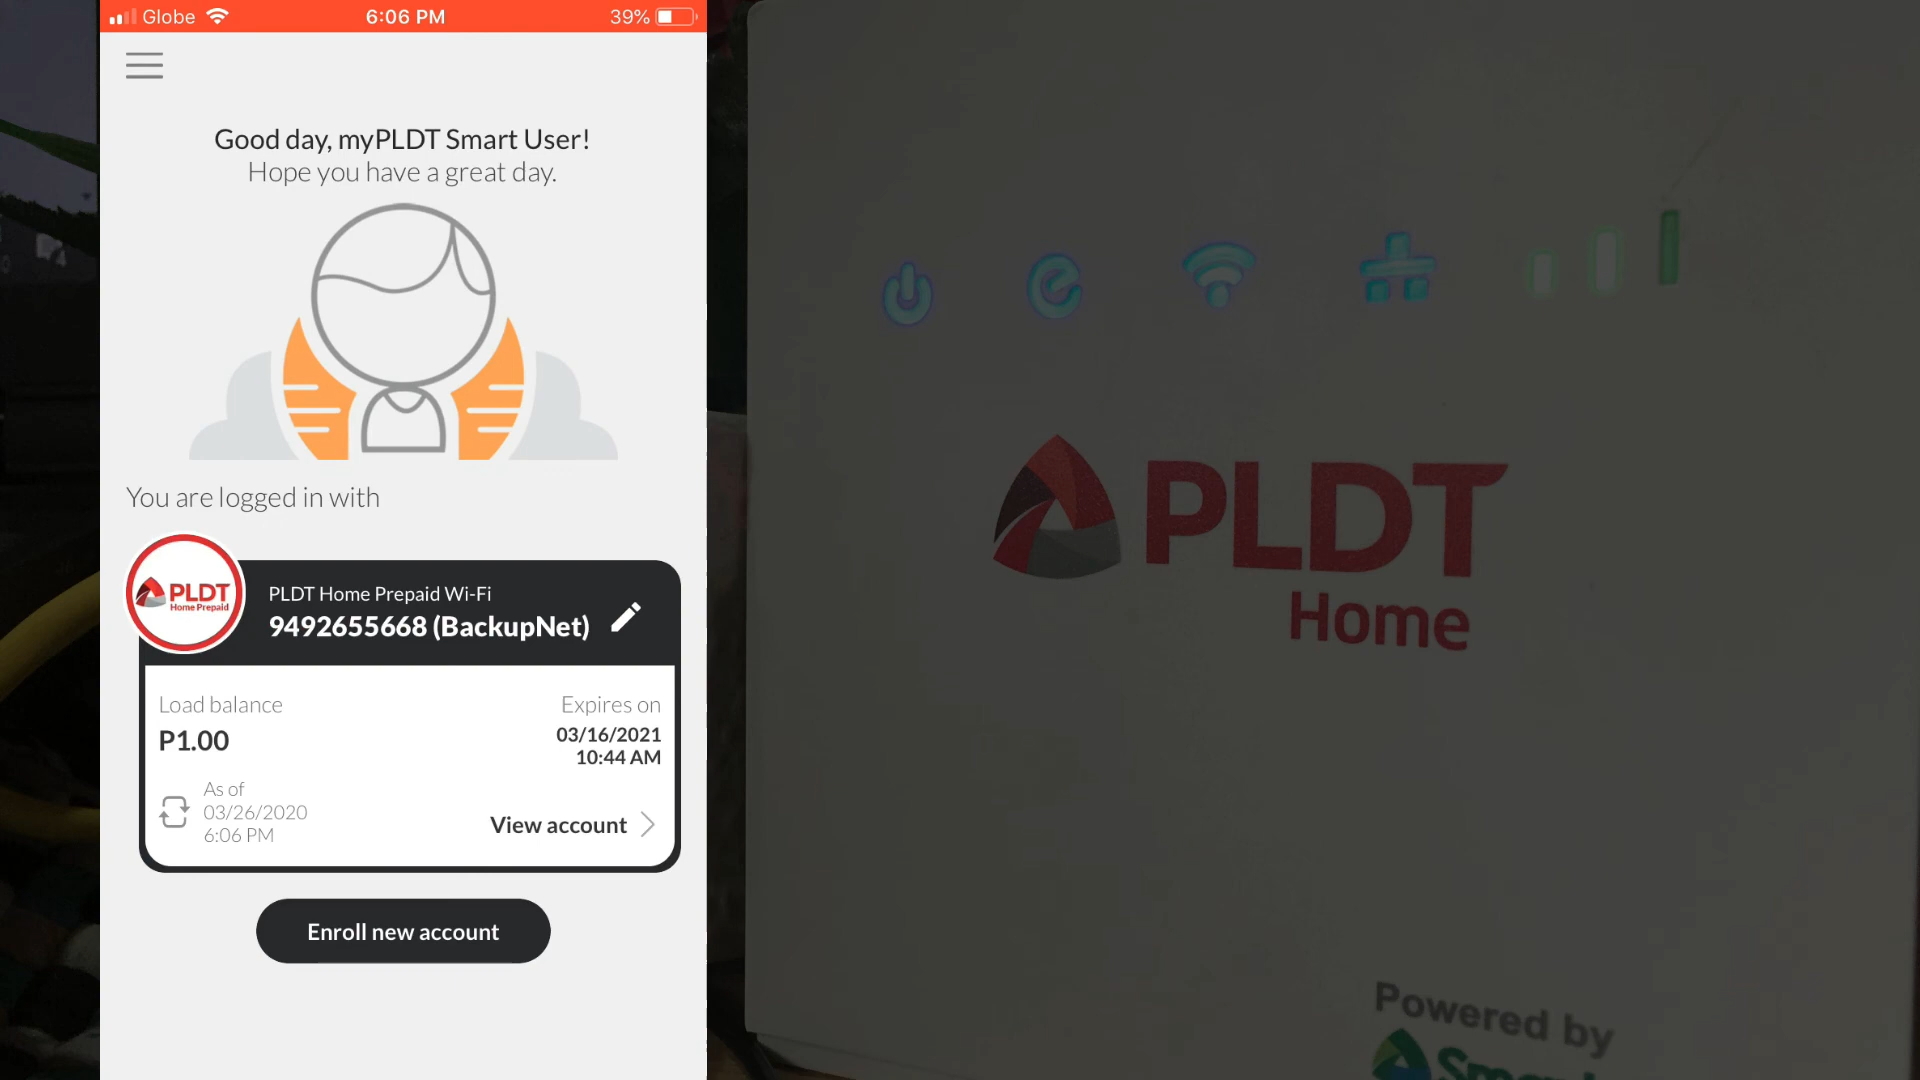 Globe
6:06 PM
39%
Good day, myPLDT Smart User!
Hope you have a great day.
You are logged in with
PLDT
Home Prepaid
PLDT Home Prepaid Wi-Fi
9492655668 (BackupNet)
Load balance
P1.00
Expires on
03/16/2021
10:44 AM
As of
03/26/2020
6:06 PM
View account
Enroll new account
PLDT
Home
Powered by
Smart